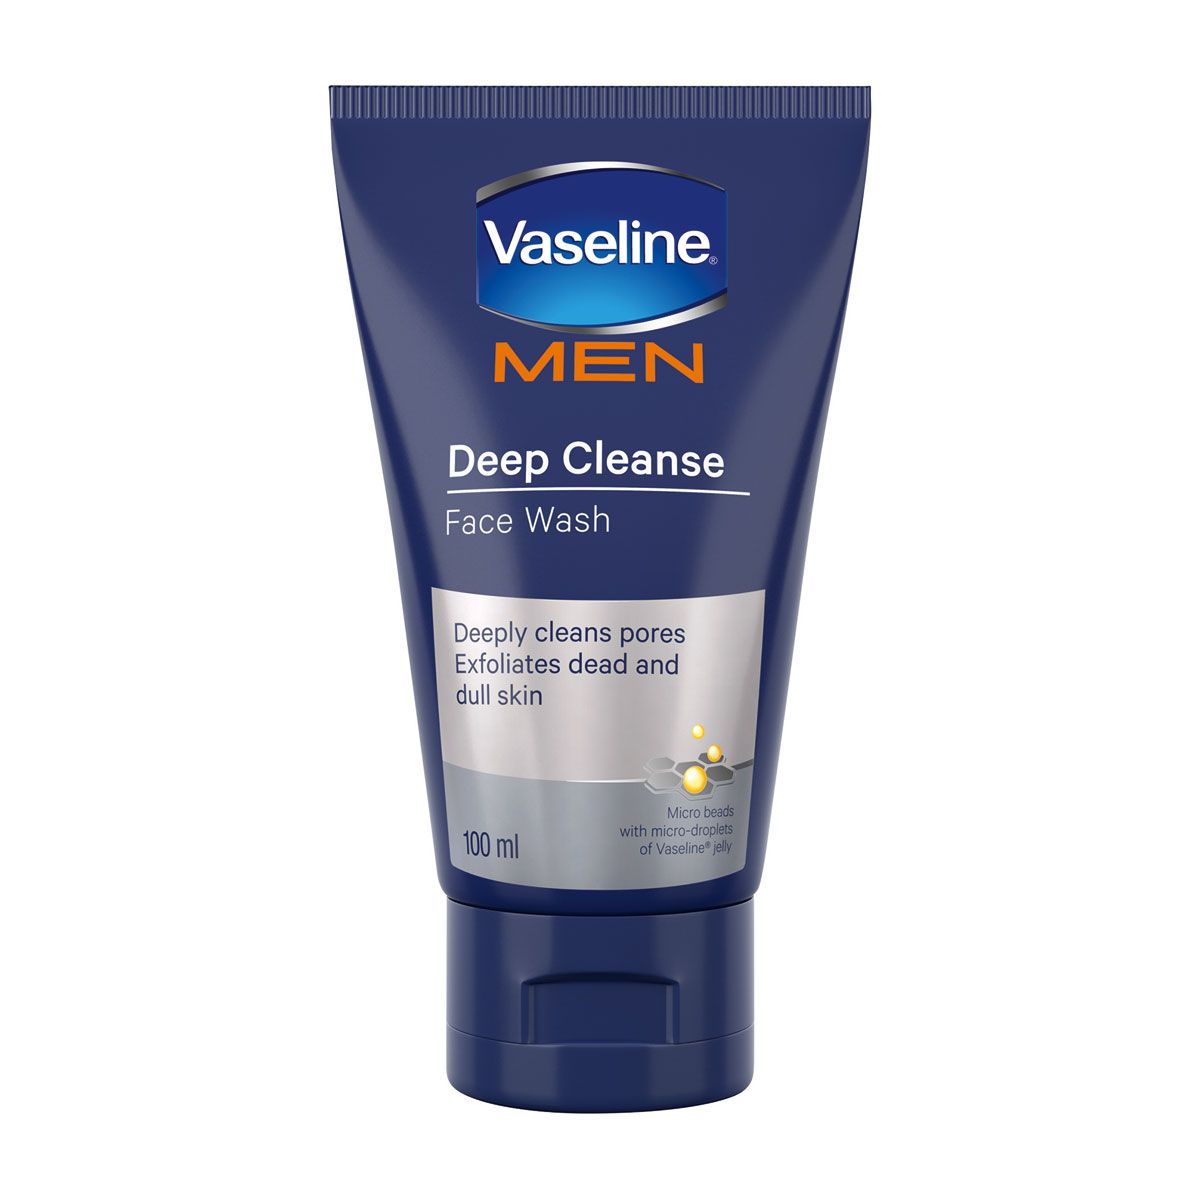 Vaseline®
MEN
Deep Cleanse
Face Wash
Deeply cleans pores
Exfoliates dead and
dull skin
Micro beads
with micro-droplets
of Vaseline® jelly
100 ml